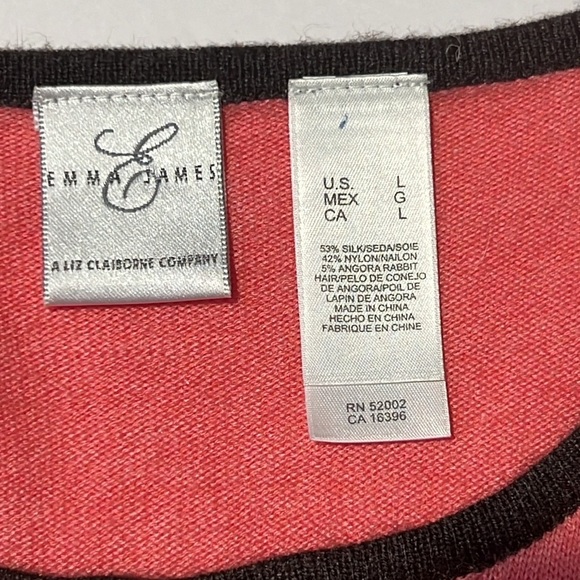 E
EMMA JAMES
A LIZ CLAIBORNE COMPANY
U.S. L
MEX G
CA L
53% SILK/SEDA/SOIE
42% NYLON/NAILON
5% ANGORA RABBIT
HAIR/PELO DE CONEJO
DE ANGORA/POIL DE
LAPIN DE ANGORA
MADE IN CHINA
HECHO EN CHINA
FABRIQUE EN CHINE
RN 52002
CA 16396